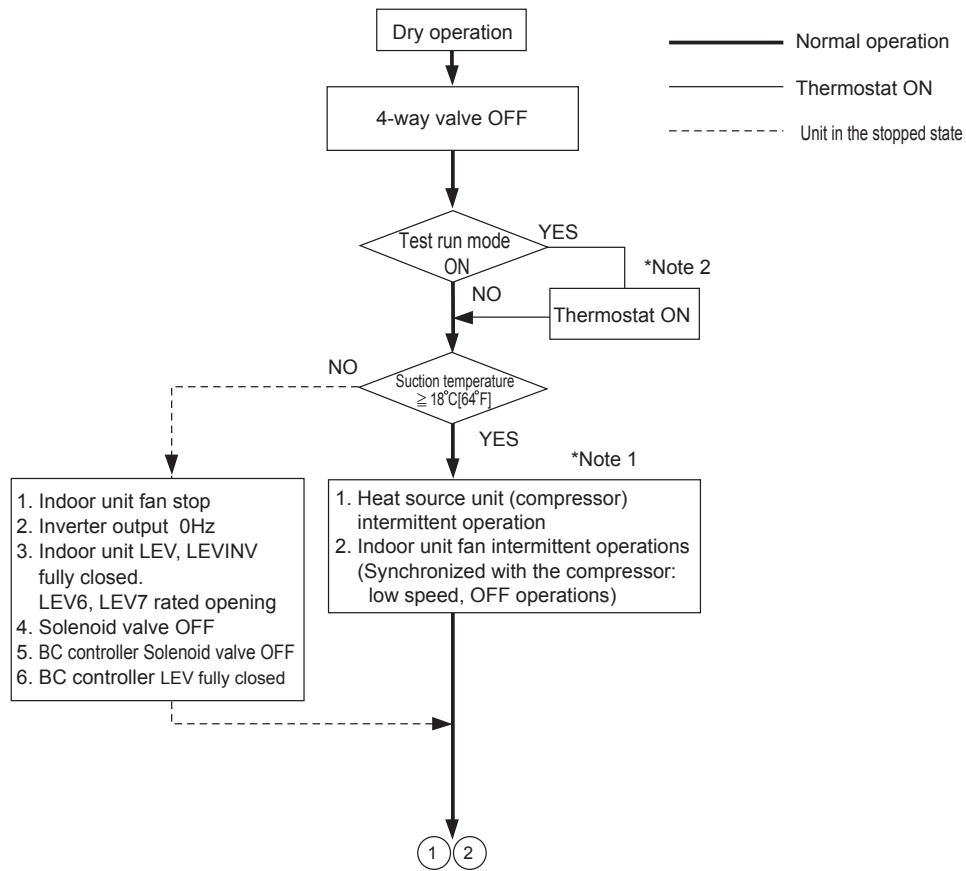 Dry operation
Normal operation
Thermostat ON
Unit in the stopped state
4-way valve OFF
Test run mode
ON
YES
*Note 2
NO
Thermostat ON
NO
Suction temperature
≧ 18°C[64°F]
YES
*Note 1
1. Indoor unit fan stop
2. Inverter output 0Hz
3. Indoor unit LEV, LEVINV
fully closed.
LEV6, LEV7 rated opening
4. Solenoid valve OFF
5. BC controller Solenoid valve OFF
6. BC controller LEV fully closed
1. Heat source unit (compressor)
intermittent operation
2. Indoor unit fan intermittent operations
(Synchronized with the compressor:
low speed, OFF operations)
1 2